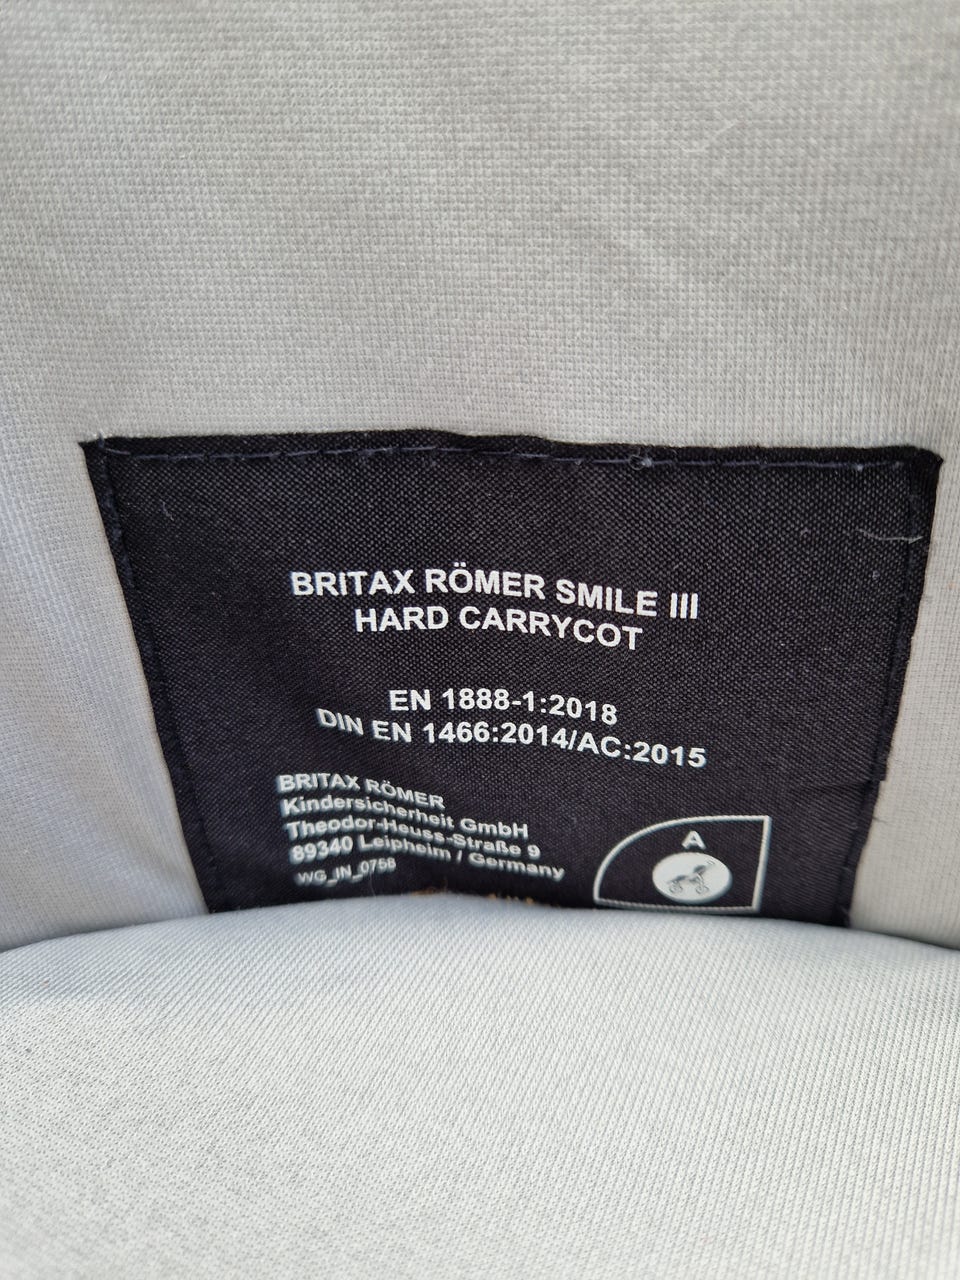 BRITAX RÖMER SMILE III
HARD CARRYCOT
EN 1888-1:2018
DIN EN 1466:2014/AC:2015
BRITAX RÖMER
Kindersicherheit GmbH
Theodor-Heuss-Straße 9
89340 Leipheim / Germany
WG_IN_0758
A